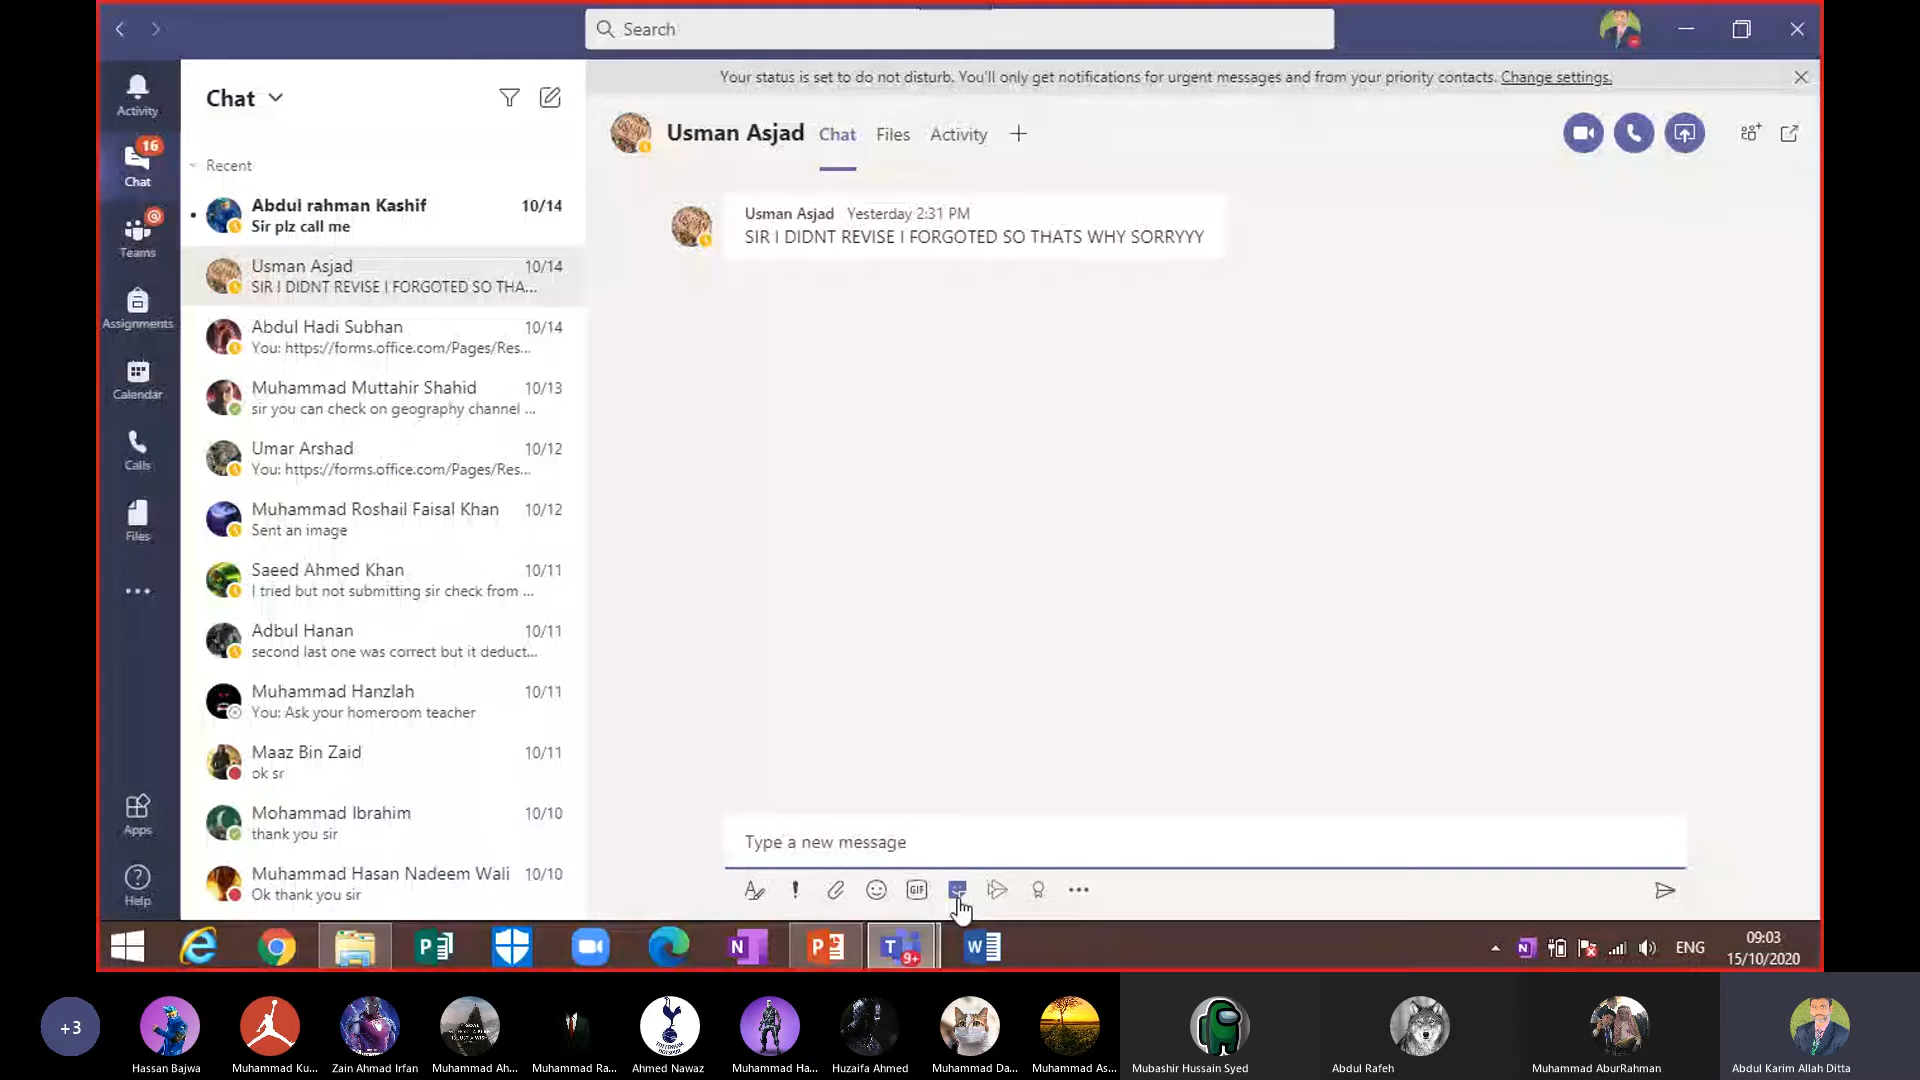 Search
Your status is set to do not disturb. You'll only get notifications for urgent messages and from your priority contacts. Change settings.
Activity
16
Chat
Teams
Assignments
Calendar
Calls
Files
Apps
Help
Chat
Recent
Abdul rahman Kashif 10/14
Sir plz call me
Usman Asjad 10/14
SIR I DIDNT REVISE I FORGOTED SO THA...
Abdul Hadi Subhan 10/14
You: https://forms.office.com/Pages/Res...
Muhammad Muttahir Shahid 10/13
sir you can check on geography channel ...
Umar Arshad 10/12
You: https://forms.office.com/Pages/Res...
Muhammad Roshail Faisal Khan 10/12
Sent an image
Saeed Ahmed Khan 10/11
I tried but not submitting sir check from ...
Adbul Hanan 10/11
second last one was correct but it deduct...
Muhammad Hanzlah 10/11
You: Ask your homeroom teacher
Maaz Bin Zaid 10/11
ok sr
Mohammad Ibrahim 10/10
thank you sir
Muhammad Hasan Nadeem Wali 10/10
Ok thank you sir
Usman Asjad Chat Files Activity
Usman Asjad Yesterday 2:31 PM
SIR I DIDNT REVISE I FORGOTED SO THATS WHY SORRYYY
Type a new message
GIF
9+
ENG
09:03
15/10/2020
+3
Hassan Bajwa
Muhammad Ku...
Zain Ahmad Irfan
Muhammad Ah...
Muhammad Ra...
Ahmed Nawaz
Muhammad Ha...
Huzaifa Ahmed
Muhammad Da...
Muhammad As...
Mubashir Hussain Syed
Abdul Rafeh
Muhammad AburRahman
Abdul Karim Allah Ditta